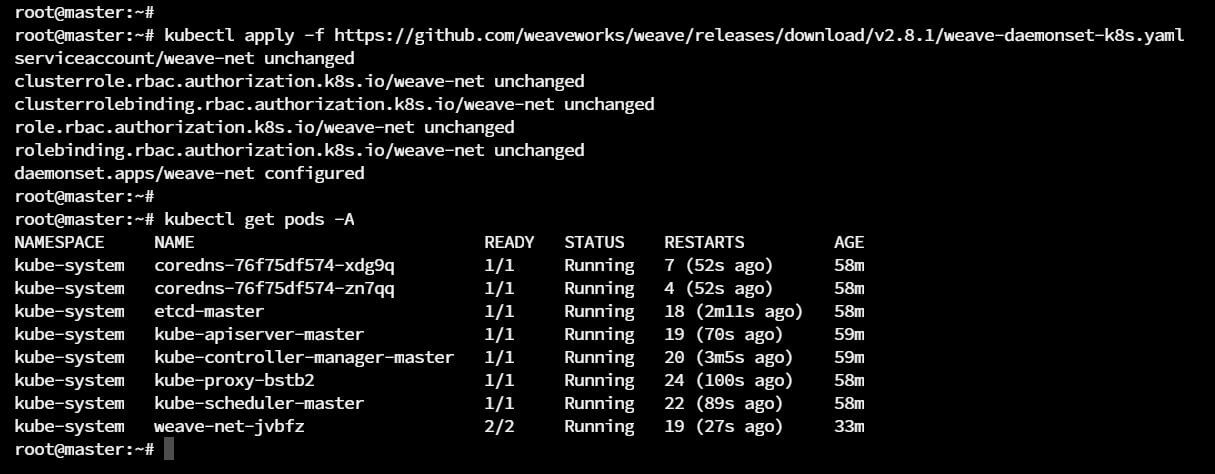 root@master:~#
root@master:~# kubectl apply -f https://github.com/weaveworks/weave/releases/download/v2.8.1/weave-daemonset-k8s.yaml
serviceaccount/weave-net unchanged
clusterrole.rbac.authorization.k8s.io/weave-net unchanged
clusterrolebinding.rbac.authorization.k8s.io/weave-net unchanged
role.rbac.authorization.k8s.io/weave-net unchanged
rolebinding.rbac.authorization.k8s.io/weave-net unchanged
daemonset.apps/weave-net configured
root@master:~#
root@master:~# kubectl get pods -A
NAMESPACE     NAME                             READY   STATUS    RESTARTS         AGE
kube-system   coredns-76f75df574-xdg9q         1/1     Running   7 (52s ago)      58m
kube-system   coredns-76f75df574-zn7qq         1/1     Running   4 (52s ago)      58m
kube-system   etcd-master                      1/1     Running   18 (2m11s ago)   58m
kube-system   kube-apiserver-master            1/1     Running   19 (70s ago)     59m
kube-system   kube-controller-manager-master   1/1     Running   20 (3m5s ago)    59m
kube-system   kube-proxy-bstb2                 1/1     Running   24 (100s ago)    58m
kube-system   kube-scheduler-master            1/1     Running   22 (89s ago)     58m
kube-system   weave-net-jvbfz                  2/2     Running   19 (27s ago)     33m
root@master:~#